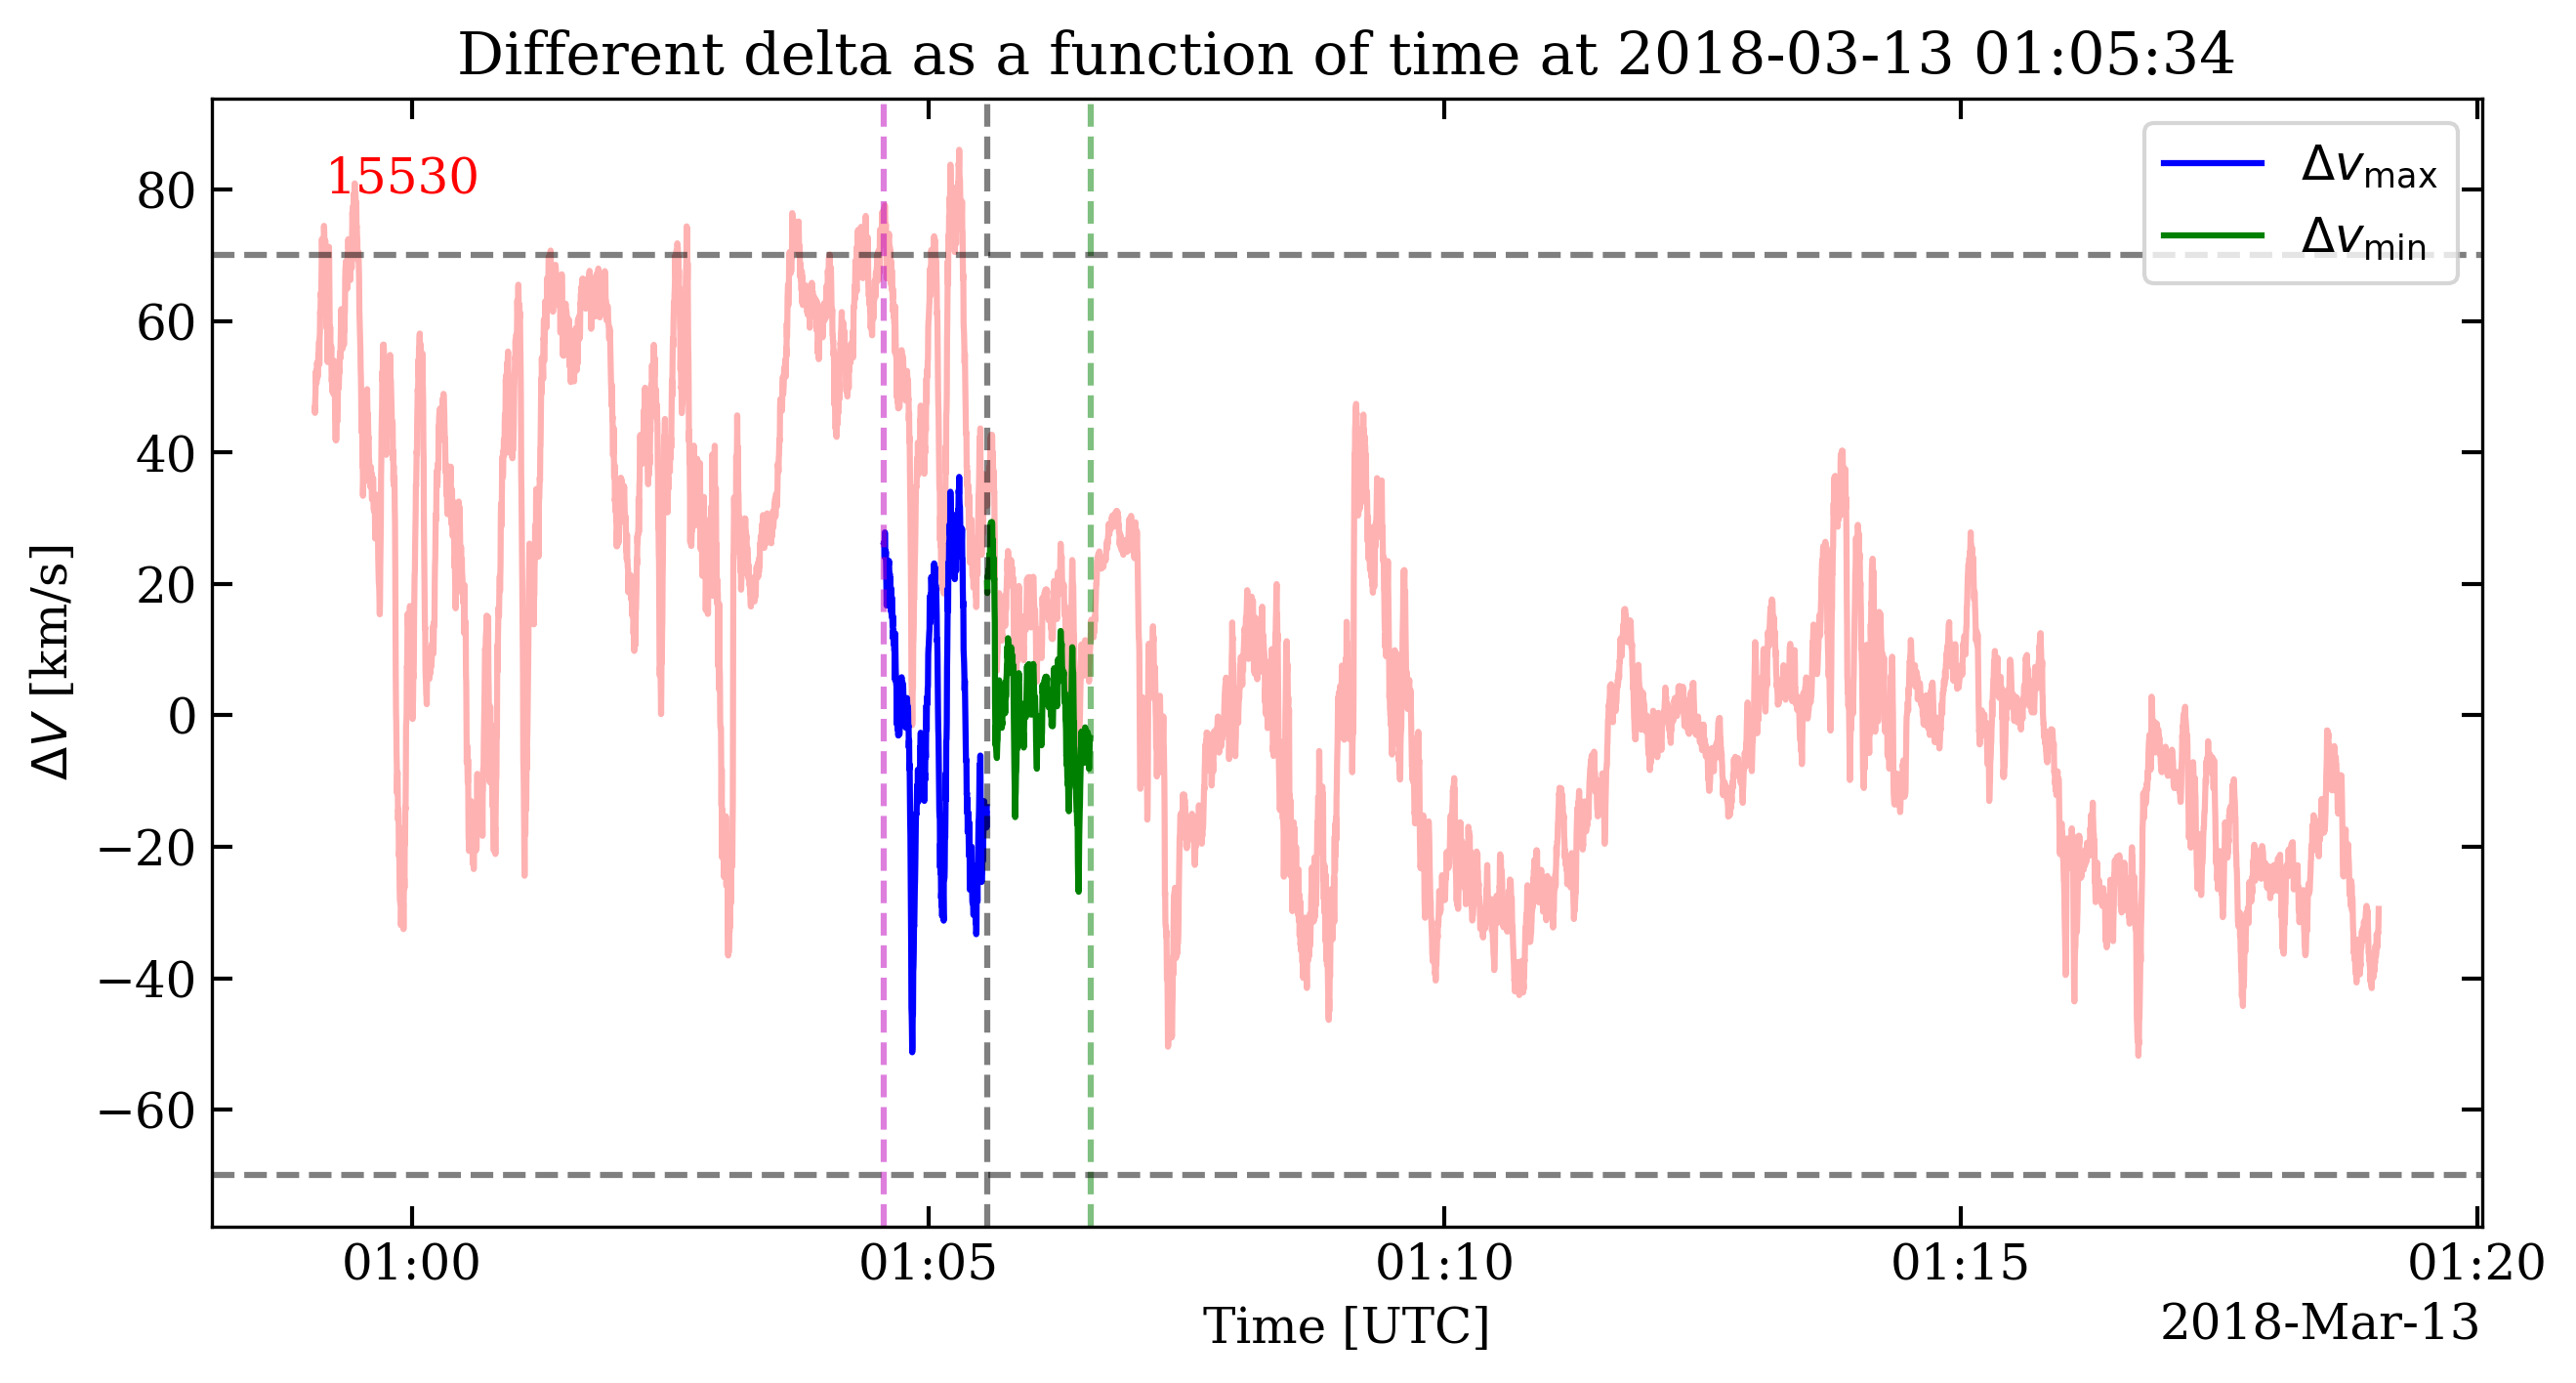 Different delta as a function of time at 2018-03-13 01:05:34
15530
Δv_max
Δv_min
80
60
40
20
0
−20
−40
−60
ΔV [km/s]
01:00 01:05 01:10 01:15 01:20
Time [UTC]
2018-Mar-13